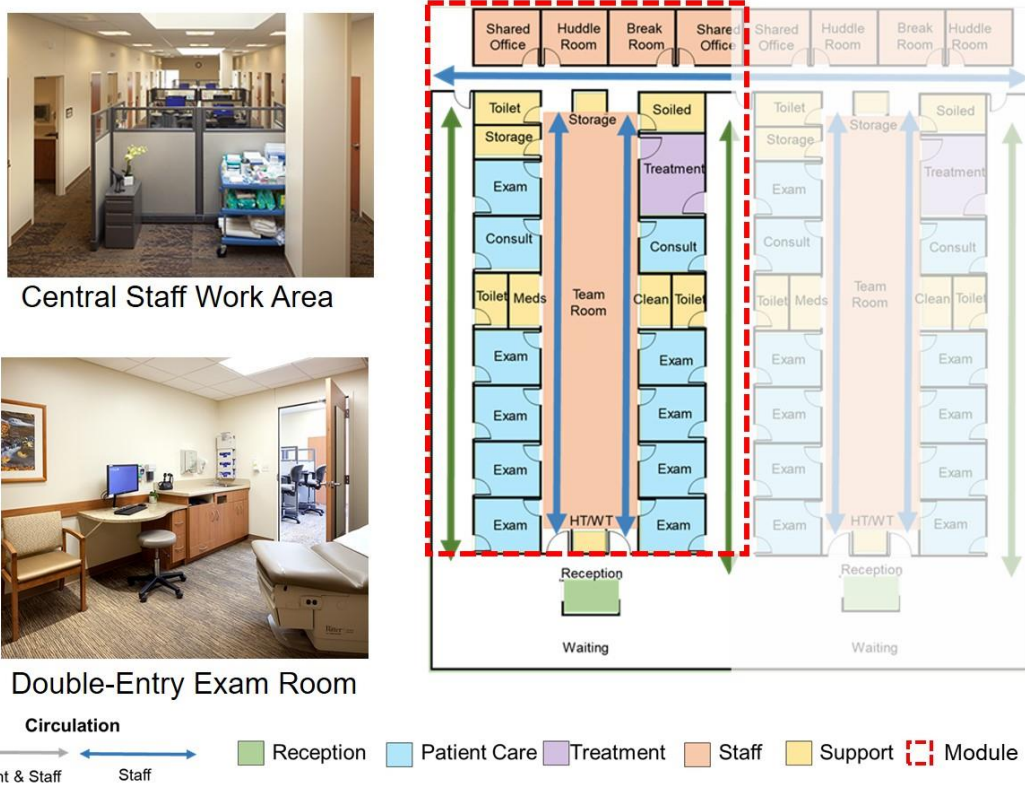 Shared Office
Huddle Room
Break Room
Shared Office
Shared Office
Huddle Room
Break Room
Huddle Room
Toilet
Storage
Soiled
Toilet
Storage
Soiled
Storage
Storage
Treatment
Treatment
Exam
Exam
Consult
Consult
Consult
Consult
Central Staff Work Area
Toilet
Meds
Team Room
Clean
Toilet
Toilet
Meds
Team Room
Clean
Toilet
Exam
Exam
Exam
Exam
Exam
Exam
Exam
Exam
Exam
Exam
Exam
Exam
Exam
HT/WT
Exam
Exam
HT/WT
Exam
Reception
Reception
Waiting
Waiting
Double-Entry Exam Room
Circulation
nt & Staff
Staff
Reception
Patient Care
Treatment
Staff
Support
Module